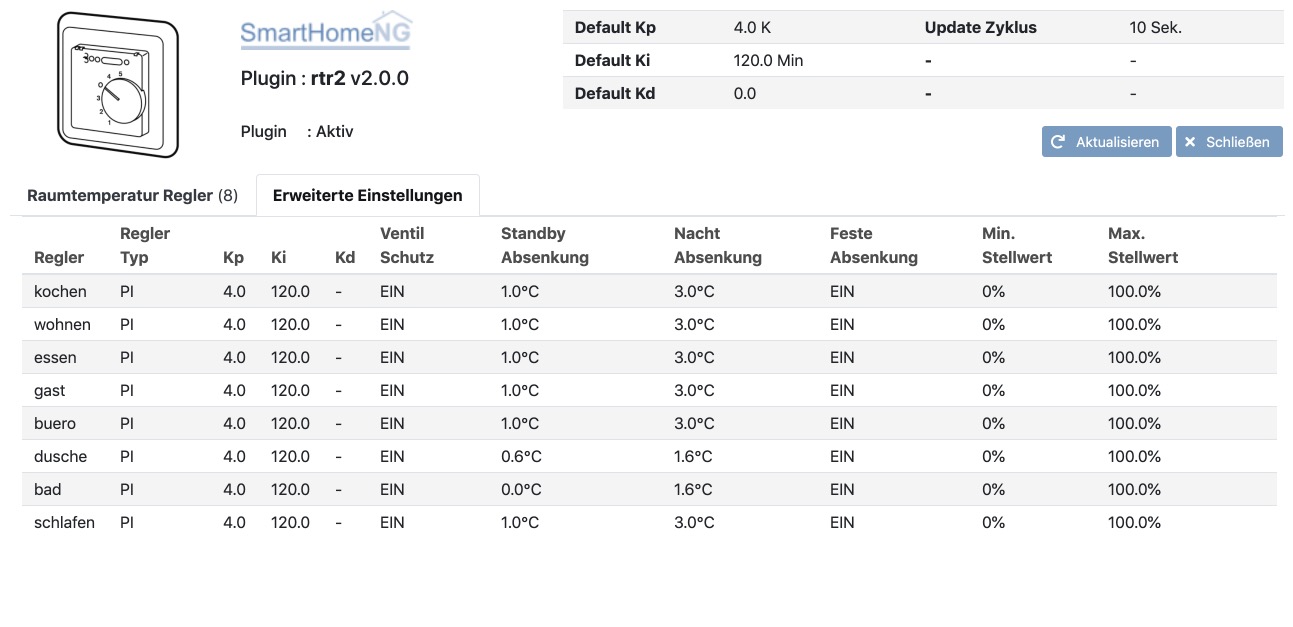 SmartHomeNG
Plugin : rtr2 v2.0.0
Plugin : Aktiv
Default Kp 4.0 K Update Zyklus 10 Sek.
Default Ki 120.0 Min - -
Default Kd 0.0 - -
Aktualisieren Schließen
Raumtemperatur Regler (8) Erweiterte Einstellungen
Regler Regler Typ Kp Ki Kd Ventil Schutz Standby Absenkung Nacht Absenkung Feste Absenkung Min. Stellwert Max. Stellwert
kochen PI 4.0 120.0 - EIN 1.0°C 3.0°C EIN 0% 100.0%
wohnen PI 4.0 120.0 - EIN 1.0°C 3.0°C EIN 0% 100.0%
essen PI 4.0 120.0 - EIN 1.0°C 3.0°C EIN 0% 100.0%
gast PI 4.0 120.0 - EIN 1.0°C 3.0°C EIN 0% 100.0%
buero PI 4.0 120.0 - EIN 1.0°C 3.0°C EIN 0% 100.0%
dusche PI 4.0 120.0 - EIN 0.6°C 1.6°C EIN 0% 100.0%
bad PI 4.0 120.0 - EIN 0.0°C 1.6°C EIN 0% 100.0%
schlafen PI 4.0 120.0 - EIN 1.0°C 3.0°C EIN 0% 100.0%